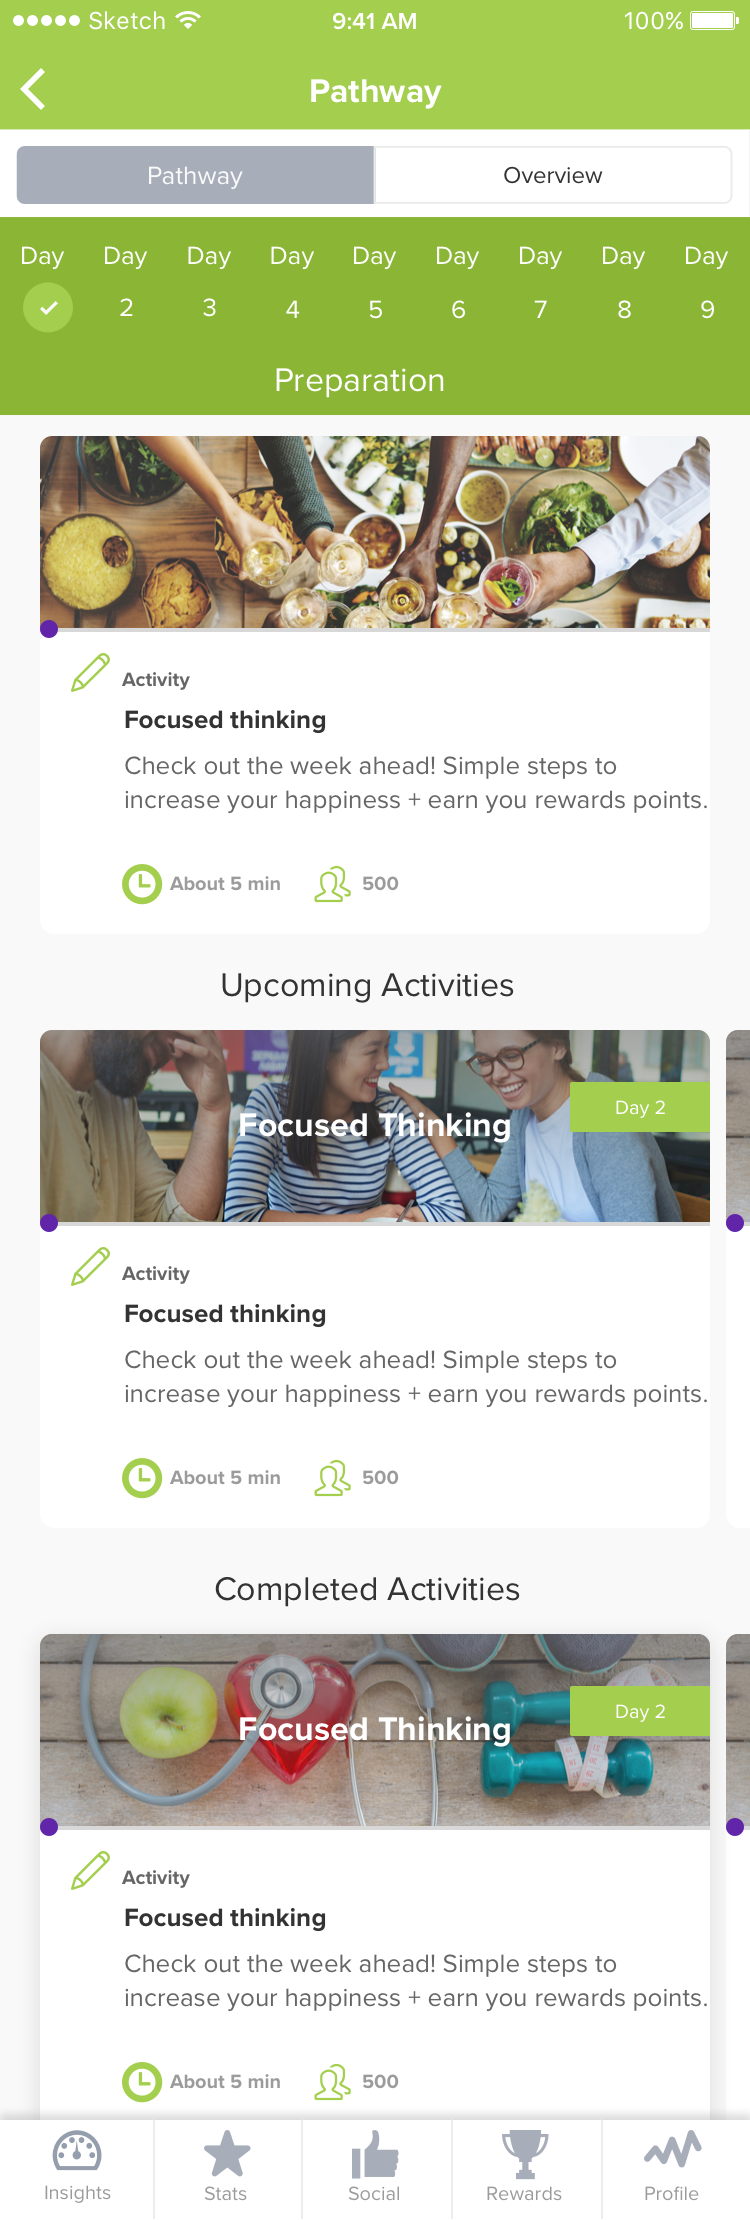 Sketch 9:41 AM 100%
Pathway
Pathway Overview
Day Day Day Day Day Day Day Day Day
2 3 4 5 6 7 8 9
Preparation
Activity
Focused thinking
Check out the week ahead! Simple steps to
increase your happiness + earn you rewards points.
About 5 min 500
Upcoming Activities
Focused Thinking
Day 2
Activity
Focused thinking
Check out the week ahead! Simple steps to
increase your happiness + earn you rewards points.
About 5 min 500
Completed Activities
Focused Thinking
Day 2
Activity
Focused thinking
Check out the week ahead! Simple steps to
increase your happiness + earn you rewards points.
About 5 min 500
Insights Stats Social Rewards Profile